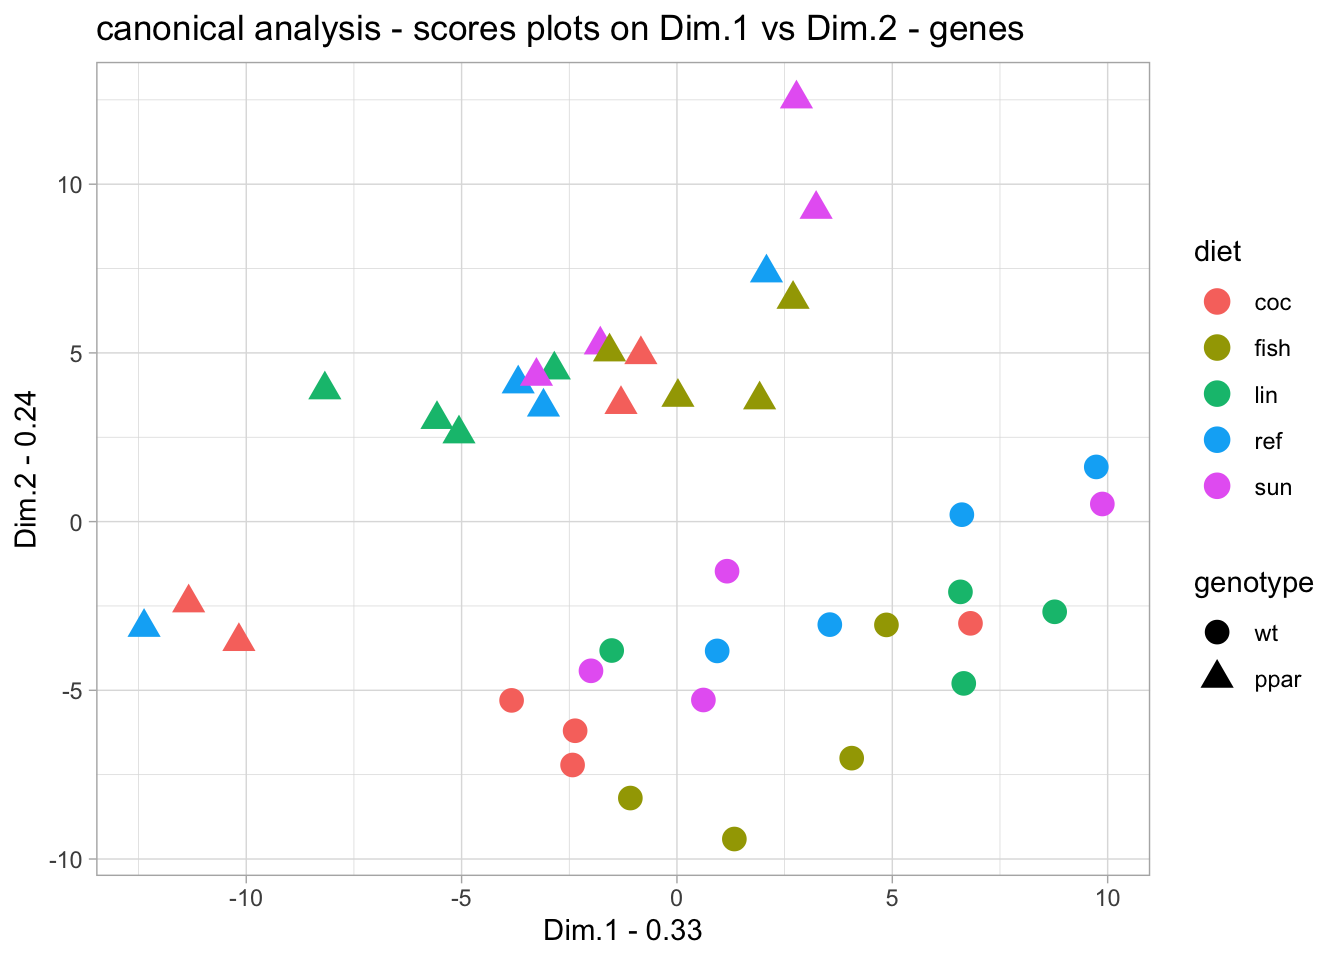 canonical analysis - scores plots on Dim.1 vs Dim.2 - genes
10
5
0
-5
-10
Dim.2 - 0.24
-10
-5
0
5
10
Dim.1 - 0.33
diet
coc
fish
lin
ref
sun
genotype
wt
ppar